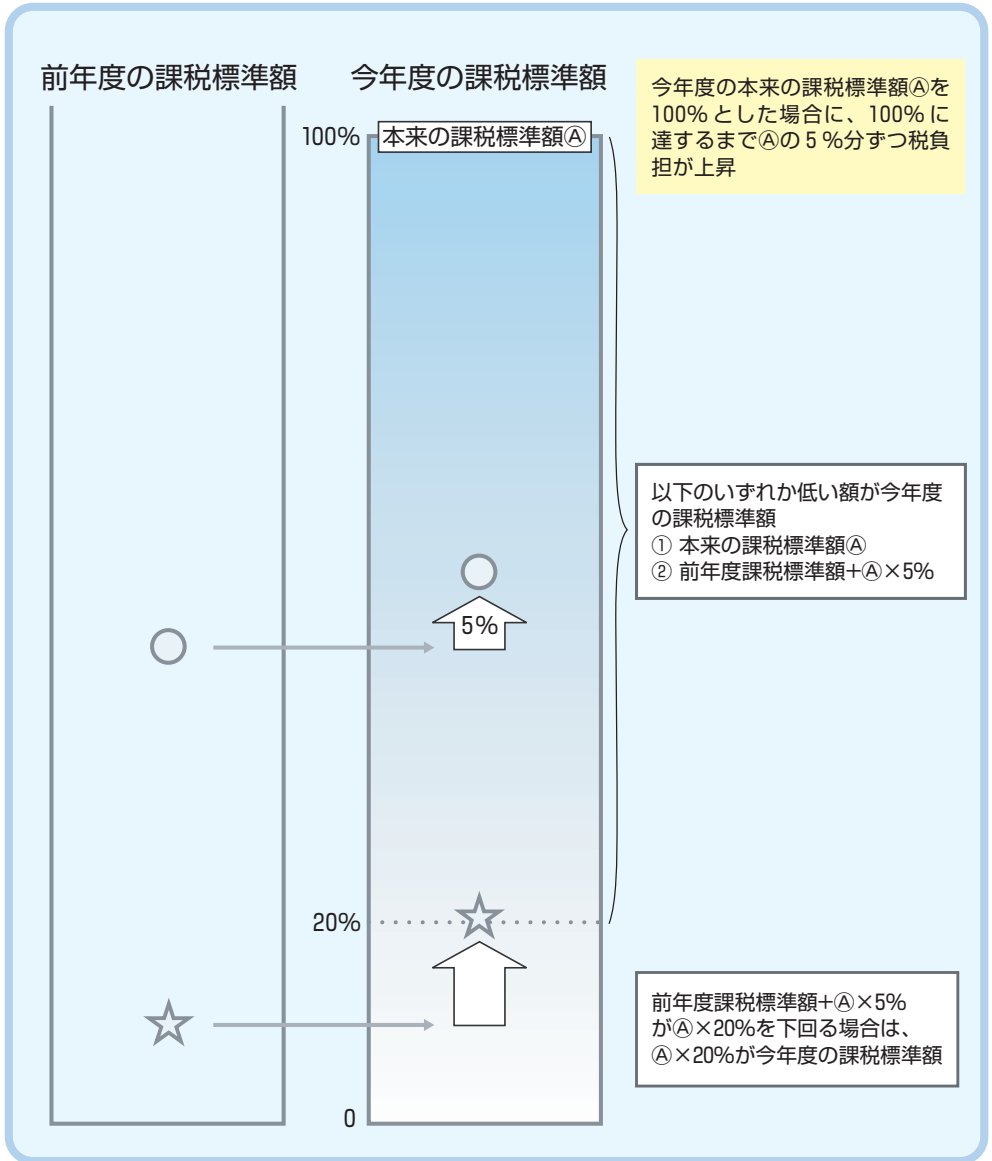 前年度の課税標準額
今年度の課税標準額
100%
本来の課税標準額Ⓐ
今年度の本来の課税標準額Ⓐを
100%とした場合に、100%に
達するまでⒶの5%分ずつ税負
担が上昇
以下のいずれか低い額が今年度
の課税標準額
① 本来の課税標準額Ⓐ
② 前年度課税標準額+Ⓐ×5%
5%
20%
前年度課税標準額+Ⓐ×5%
がⒶ×20%を下回る場合は、
Ⓐ×20%が今年度の課税標準額
0